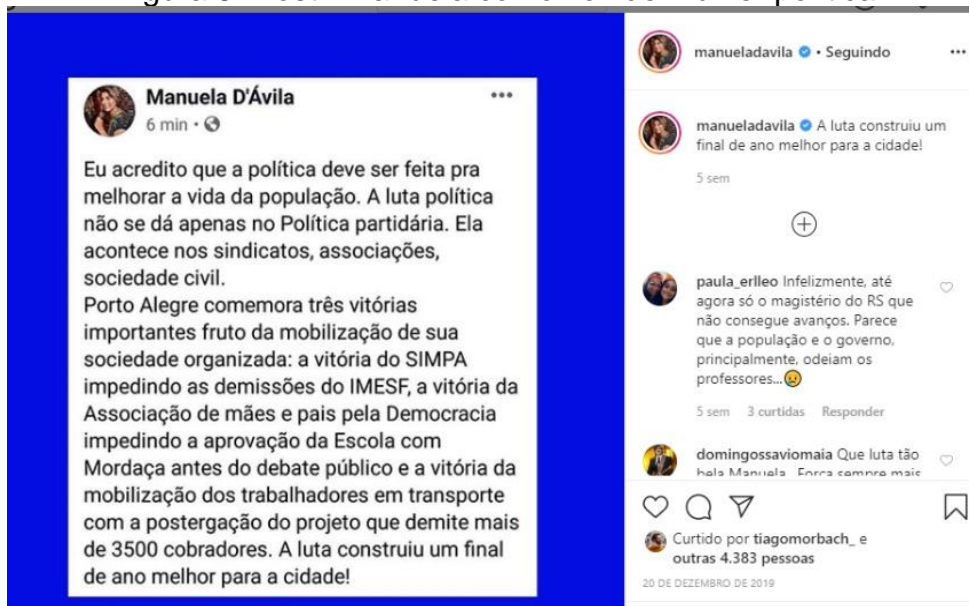 Manuela D'Ávila
6 min
Eu acredito que a política deve ser feita pra
melhorar a vida da população. A luta política
não se dá apenas no Política partidária. Ela
acontece nos sindicatos, associações,
sociedade civil.
Porto Alegre comemora três vitórias
importantes fruto da mobilização de sua
sociedade organizada: a vitória do SIMPA
impedindo as demissões do IMESF, a vitória da
Associação de mães e pais pela Democracia
impedindo a aprovação da Escola com
Mordaça antes do debate público e a vitória da
mobilização dos trabalhadores em transporte
com a postergação do projeto que demite mais
de 3500 cobradores. A luta construiu um final
de ano melhor para a cidade!
manueladavila • Seguindo
manueladavila A luta construiu um
final de ano melhor para a cidade!
5 sem
paula_erlleo Infelizmente, até
agora só o magistério do RS que
não consegue avanços. Parece
que a população e o governo,
principalmente, odeiam os
professores...😥
5 sem 3 curtidas Responder
domingossaviomaia Que luta tão
bela Manuela Força sempre mais
Curtido por tiagomorbach_ e
outras 4.383 pessoas
20 DE DEZEMBRO DE 2019